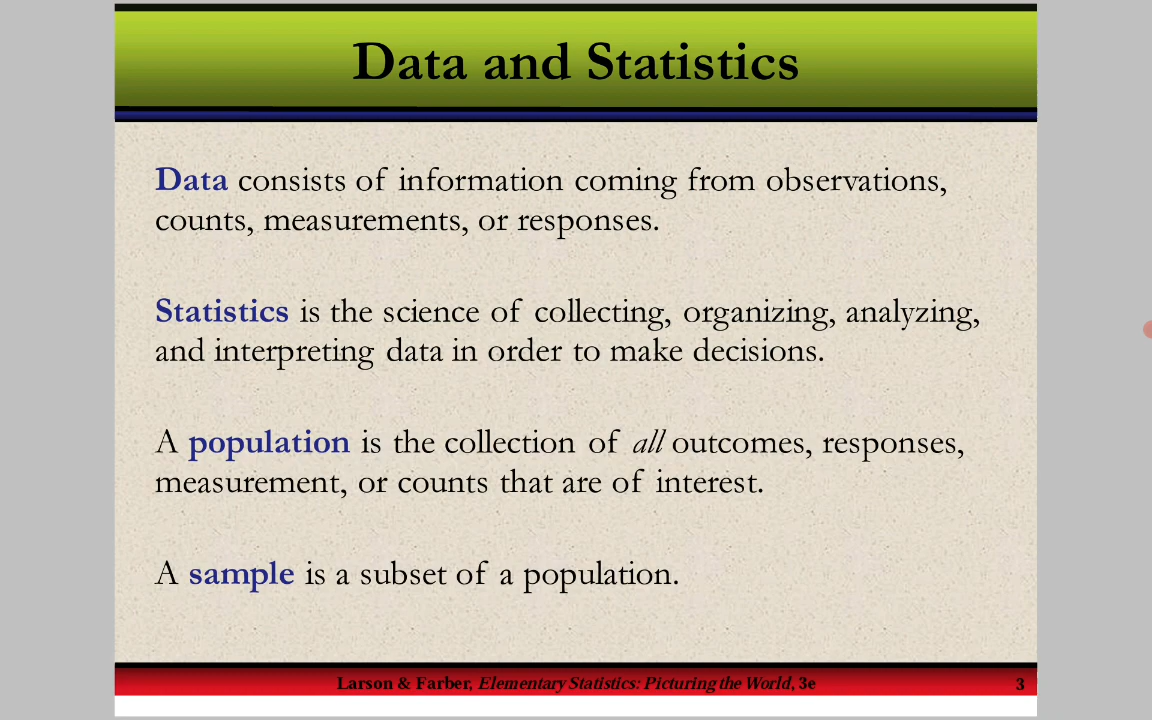 Data and Statistics
Data consists of information coming from observations,
counts, measurements, or responses.
Statistics is the science of collecting, organizing, analyzing,
and interpreting data in order to make decisions.
A population is the collection of all outcomes, responses,
measurement, or counts that are of interest.
A sample is a subset of a population.
Larson & Farber, Elementary Statistics: Picturing the World, 3e
3